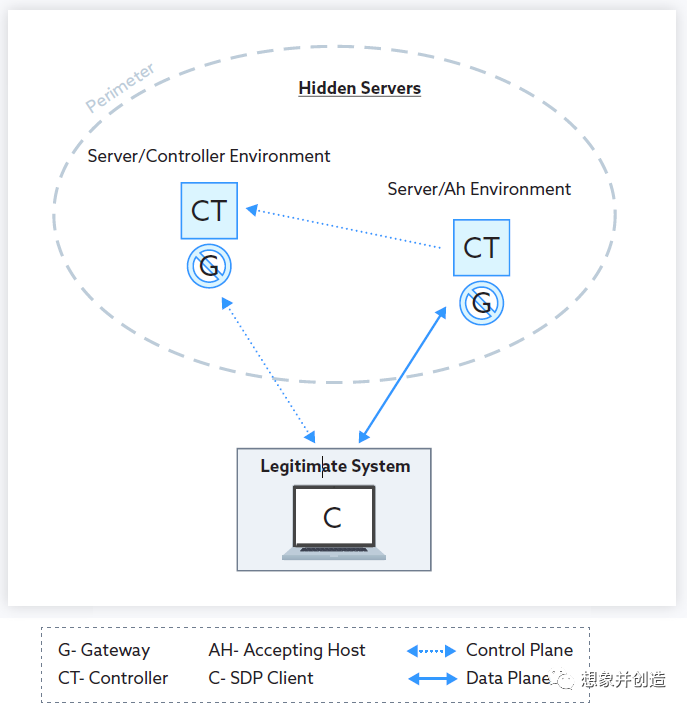 Perimeter
Hidden Servers
Server/Controller Environment
Server/Ah Environment
CT
CT
G
G
Legitimate System
C
G- Gateway
AH- Accepting Host
Control Plane
CT- Controller
C- SDP Client
Data Plane
想象并创造